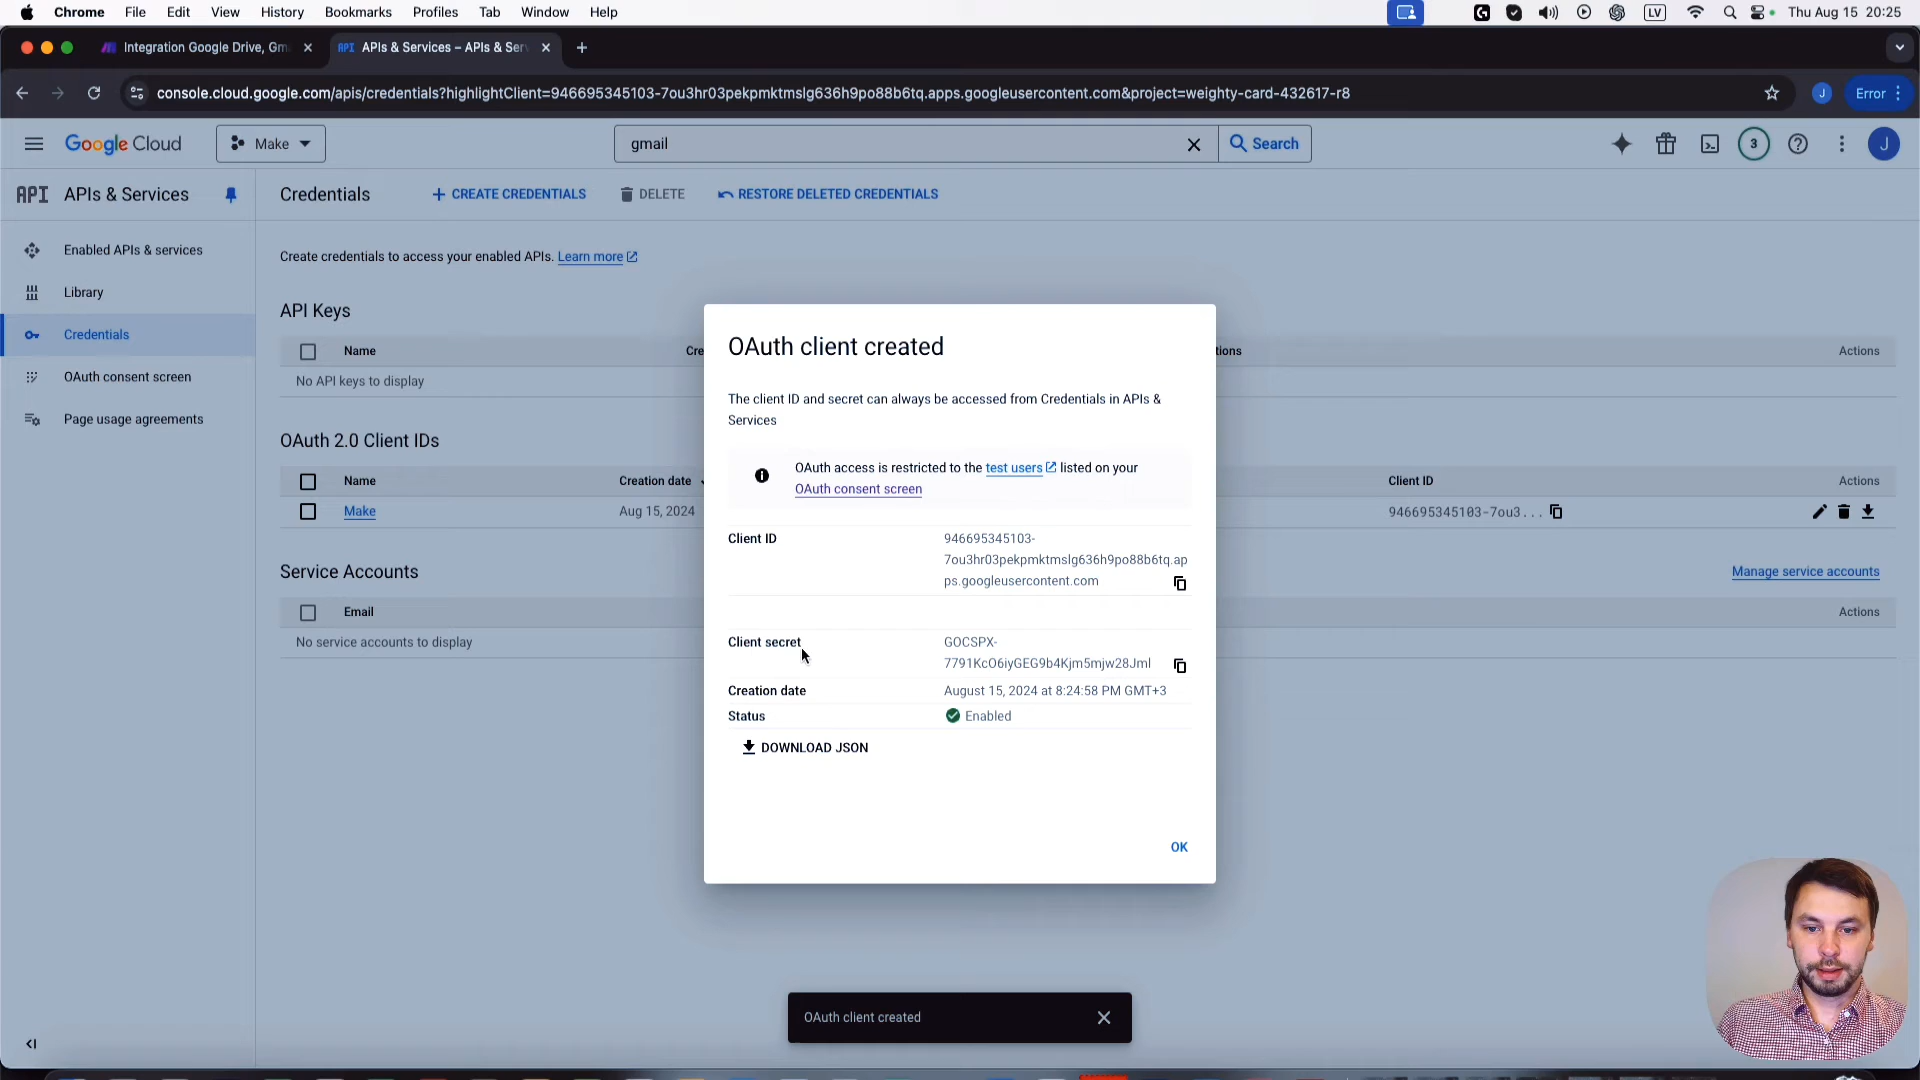 Chrome File Edit View History Bookmarks Profiles Tab Window Help LV Thu Aug 15 20:25
Integration Google Drive, Gm
API APIs & Services – APIs & Ser
console.cloud.google.com/apis/credentials?highlightClient=946695345103-7ou3hr03pekpmktmslg636h9po88b6tq.apps.googleusercontent.com&project=weighty-card-432617-r8 J Error
Google Cloud Make gmail Search 3 J
API APIs & Services
Credentials CREATE CREDENTIALS DELETE RESTORE DELETED CREDENTIALS
Enabled APIs & services
Library
Credentials
OAuth consent screen
Page usage agreements
Create credentials to access your enabled APIs. Learn more
API Keys
Name Cre tions Actions
No API keys to display
OAuth 2.0 Client IDs
Name Creation date Client ID Actions
Make Aug 15, 2024 946695345103-7ou3...
Service Accounts Manage service accounts
Email Actions
No service accounts to display
OAuth client created
The client ID and secret can always be accessed from Credentials in APIs &
Services
OAuth access is restricted to the test users listed on your
OAuth consent screen
Client ID 946695345103-
7ou3hr03pekpmktmslg636h9po88b6tq.ap
ps.googleusercontent.com
Client secret GOCSPX-
7791KcO6iyGEG9b4Kjm5mjw28Jml
Creation date August 15, 2024 at 8:24:58 PM GMT+3
Status Enabled
DOWNLOAD JSON
OK
OAuth client created